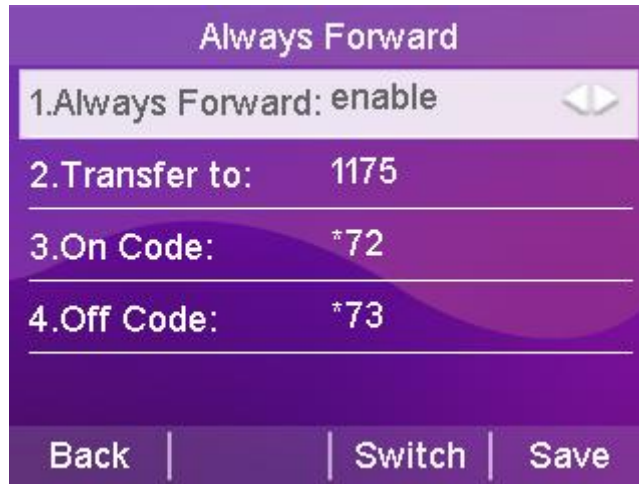 Always Forward
1.Always Forward: enable
2.Transfer to: 1175
3.On Code: *72
4.Off Code: *73
Back Switch Save